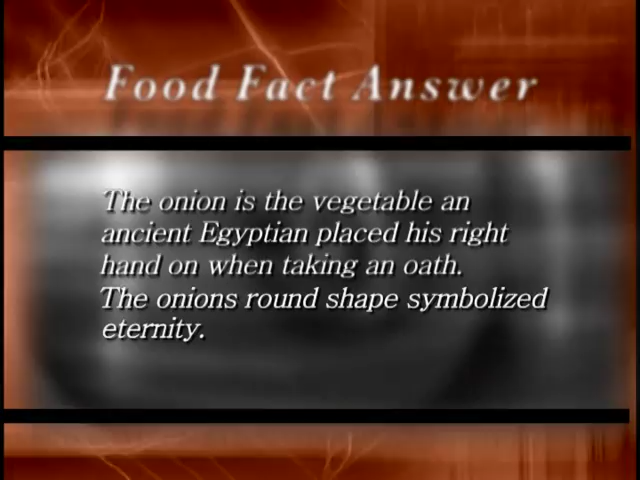 Food Fact Answer
The onion is the vegetable an
ancient Egyptian placed his right
hand on when taking an oath.
The onions round shape symbolized
eternity.